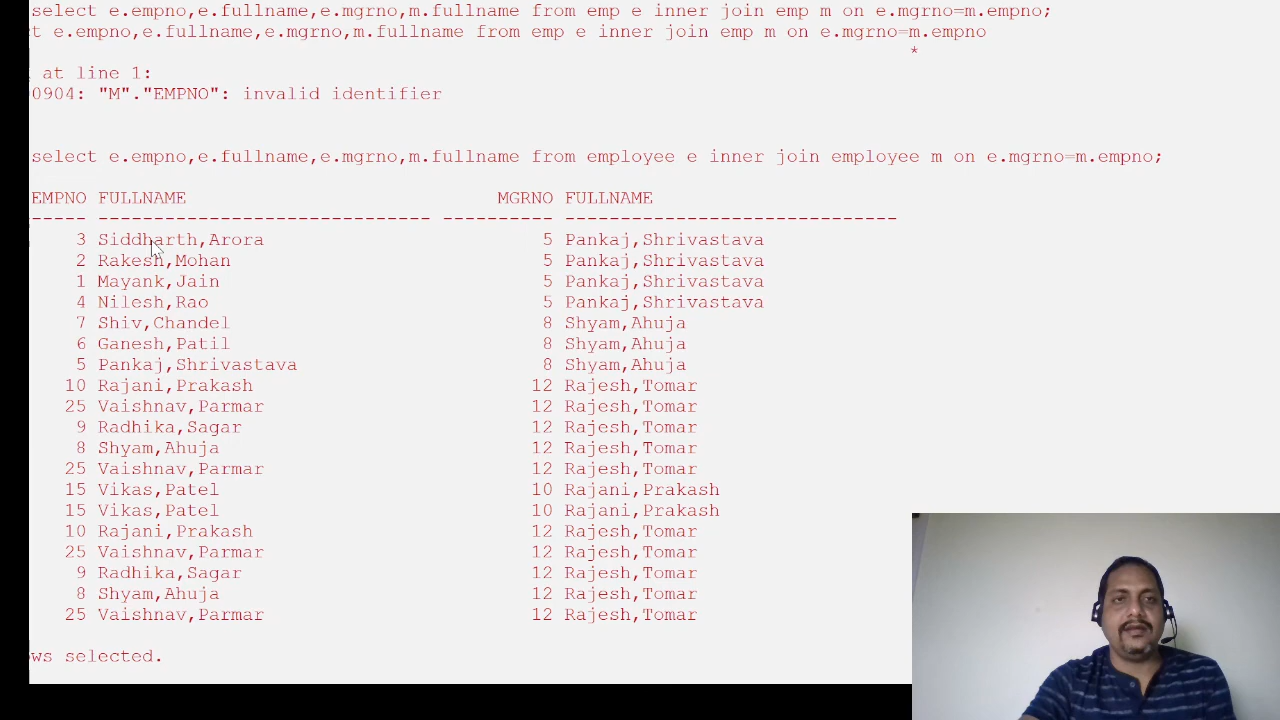 select e.empno,e.fullname,e.mgrno,m.fullname from emp e inner join emp m on e.mgrno=m.empno;
t e.empno,e.fullname,e.mgrno,m.fullname from emp e inner join emp m on e.mgrno=m.empno
*
at line 1:
0904: "M"."EMPNO": invalid identifier
select e.empno,e.fullname,e.mgrno,m.fullname from employee e inner join employee m on e.mgrno=m.empno;
EMPNO FULLNAME MGRNO FULLNAME
----- ------------------------------ ---------- ------------------------------
3 Siddharth,Arora 5 Pankaj,Shrivastava
2 Rakesh,Mohan 5 Pankaj,Shrivastava
1 Mayank,Jain 5 Pankaj,Shrivastava
4 Nilesh,Rao 5 Pankaj,Shrivastava
7 Shiv,Chandel 8 Shyam,Ahuja
6 Ganesh,Patil 8 Shyam,Ahuja
5 Pankaj,Shrivastava 8 Shyam,Ahuja
10 Rajani,Prakash 12 Rajesh,Tomar
25 Vaishnav,Parmar 12 Rajesh,Tomar
9 Radhika,Sagar 12 Rajesh,Tomar
8 Shyam,Ahuja 12 Rajesh,Tomar
25 Vaishnav,Parmar 12 Rajesh,Tomar
15 Vikas,Patel 10 Rajani,Prakash
15 Vikas,Patel 10 Rajani,Prakash
10 Rajani,Prakash 12 Rajesh,Tomar
25 Vaishnav,Parmar 12 Rajesh,Tomar
9 Radhika,Sagar 12 Rajesh,Tomar
8 Shyam,Ahuja 12 Rajesh,Tomar
25 Vaishnav,Parmar 12 Rajesh,Tomar
ws selected.